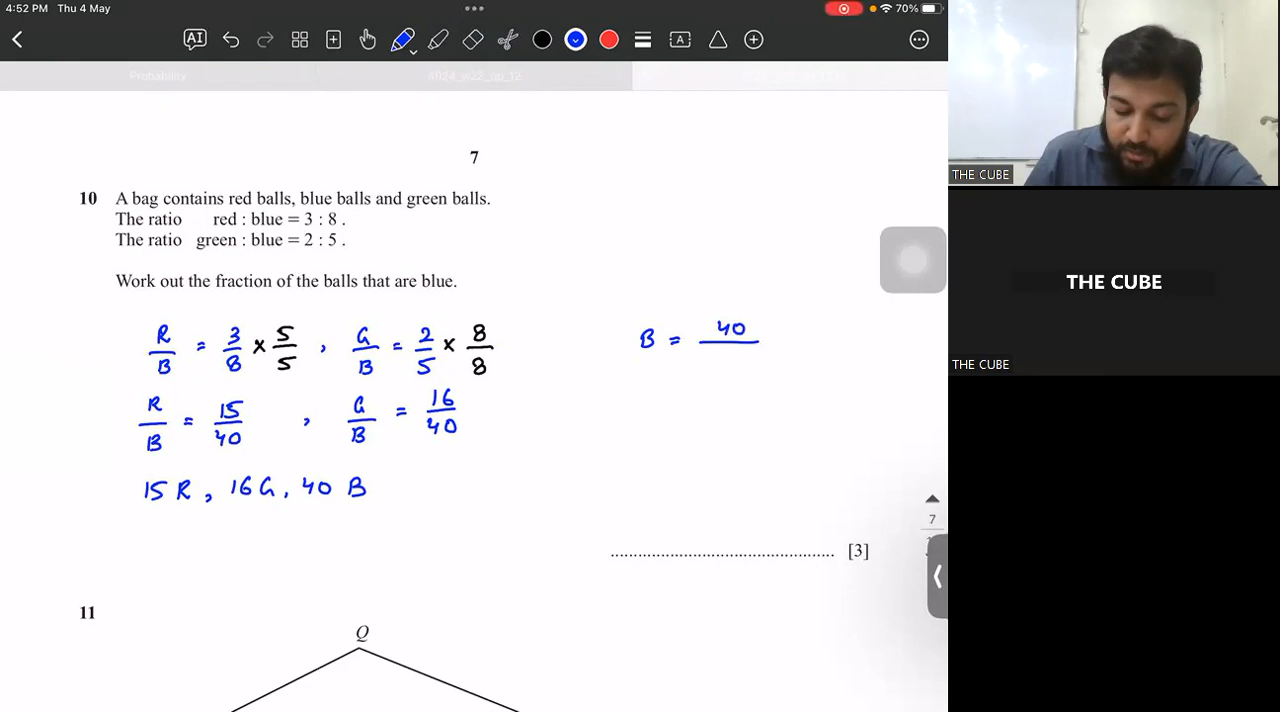 4:52 PM Thu 4 May
70%
AI
A
Probability
4024_w22_qp_12
7
10 A bag contains red balls, blue balls and green balls.
The ratio red : blue = 3 : 8 .
The ratio green : blue = 2 : 5 .
Work out the fraction of the balls that are blue.
R/B = 3/8 × 5/5 , G/B = 2/5 × 8/8
B = 40/
R/B = 15/40 , G/B = 16/40
15 R , 16 G , 40 B
7
.................................................. [3]
11
Q
THE CUBE
THE CUBE
THE CUBE